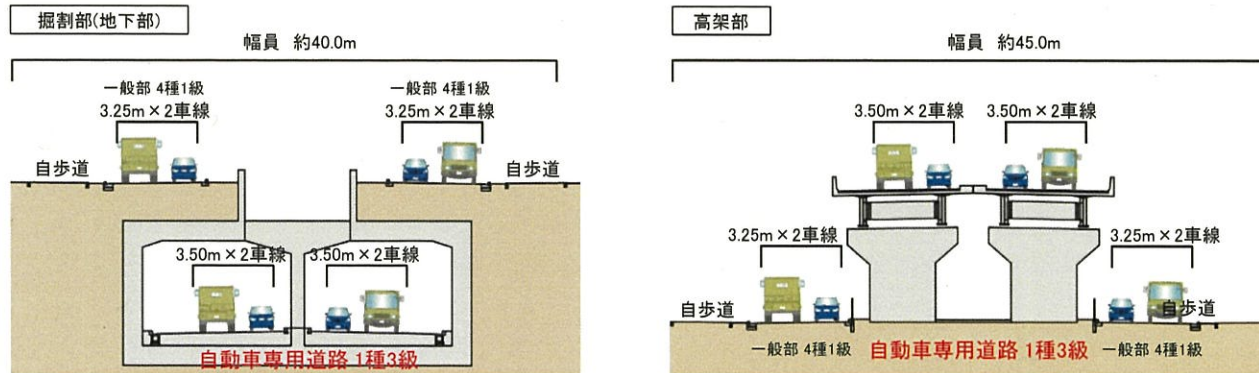 掘割部(地下部)
幅員 約40.0m
一般部 4種1級
3.25m×2車線
一般部 4種1級
3.25m×2車線
自歩道
自歩道
3.50m×2車線
3.50m×2車線
自動車専用道路 1種3級
高架部
幅員 約45.0m
3.50m×2車線
3.50m×2車線
3.25m×2車線
3.25m×2車線
自歩道
自歩道
一般部 4種1級
自動車専用道路 1種3級
一般部 4種1級